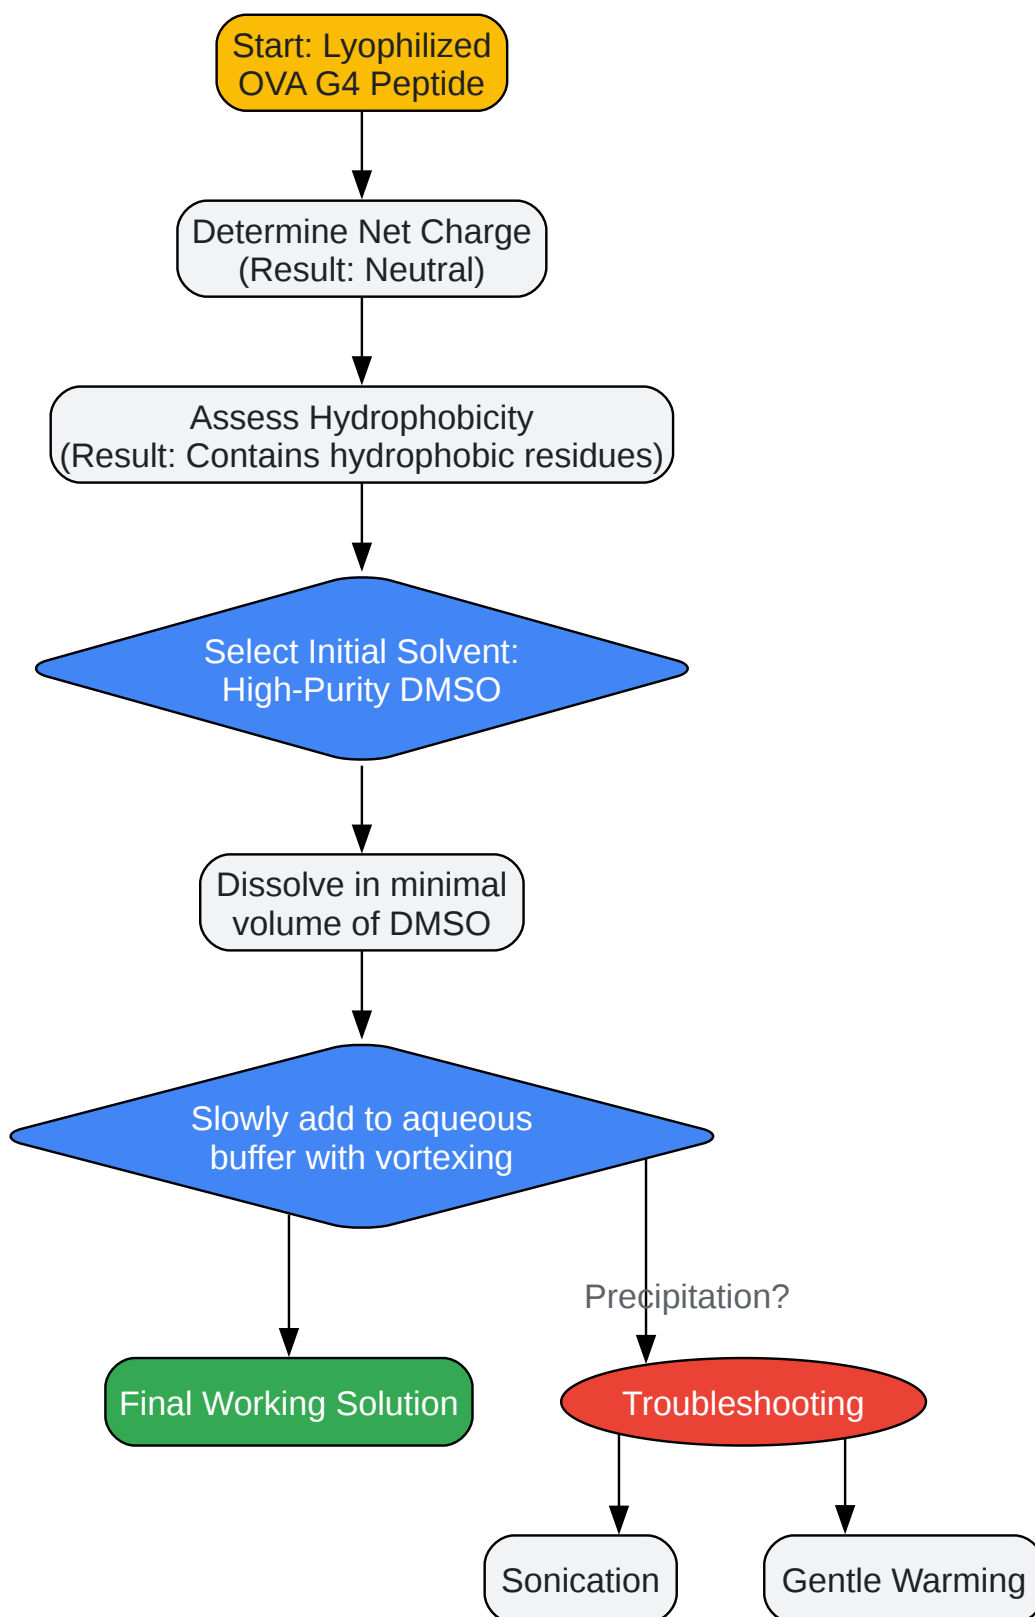 Start: Lyophilized
OVA G4 Peptide
Determine Net Charge
(Result: Neutral)
Assess Hydrophobicity
(Result: Contains hydrophobic residues)
Select Initial Solvent:
High-Purity DMSO
Dissolve in minimal
volume of DMSO
Slowly add to aqueous
buffer with vortexing
Precipitation?
Final Working Solution
Troubleshooting
Sonication
Gentle Warming